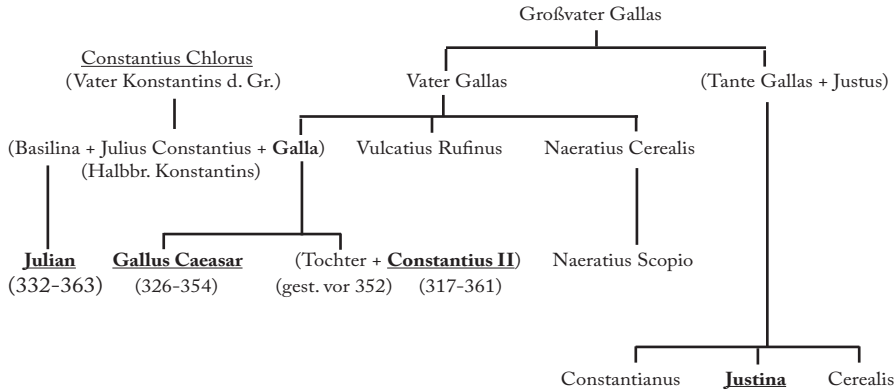 Großvater Gallas
Constantius Chlorus
(Vater Konstantins d. Gr.)
Vater Gallas
(Tante Gallas + Justus)
(Basilina + Julius Constantius + Galla)
(Halbbr. Konstantins)
Vulcatius Rufinus
Naeratius Cerealis
Julian
(332-363)
Gallus Caeasar
(326-354)
(Tochter + Constantius II)
(gest. vor 352)
(317-361)
Naeratius Scopio
Constantianus
Justina
Cerealis